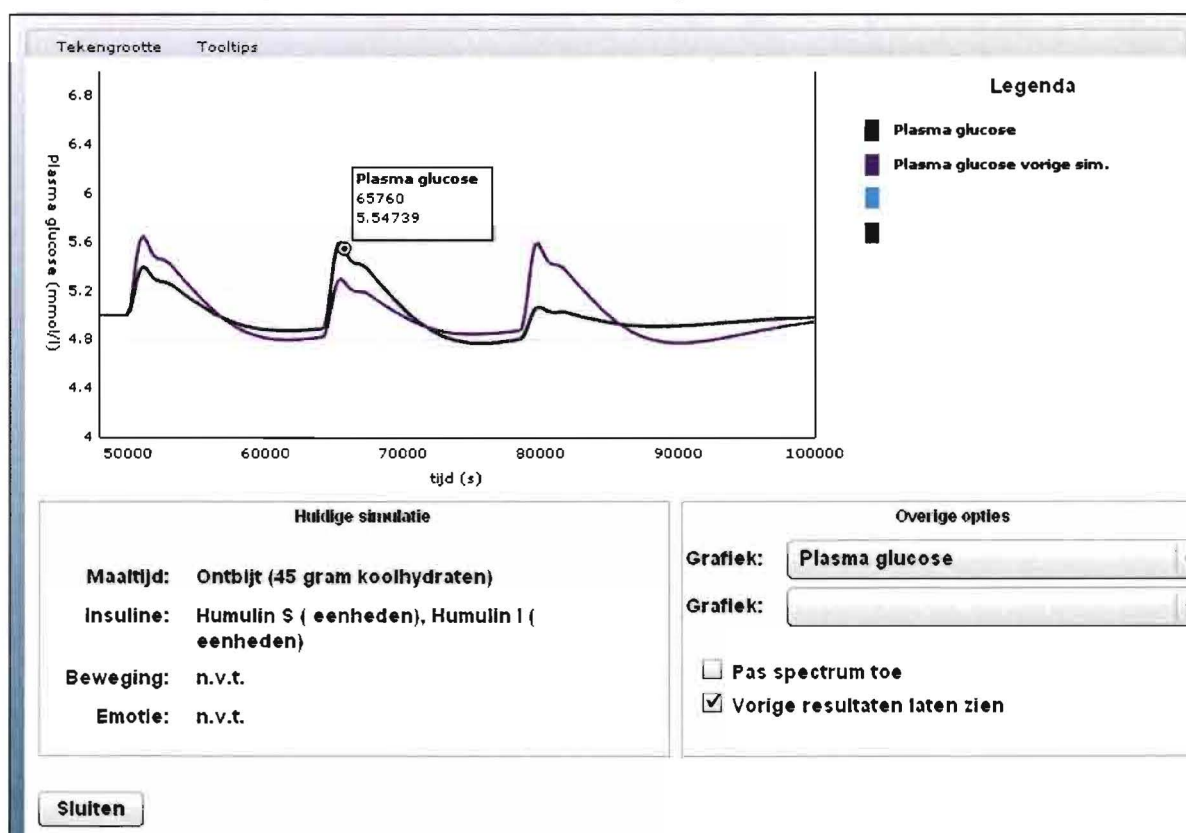 Tekengrootte Tooltips
6.8
6.4
6
5.6
5.2
4.8
4.4
4
Plasma glucose (mmol/l)
Plasma glucose
65760
5.54739
50000 60000 70000 80000 90000 100000
tijd (s)
Legenda
Plasma glucose
Plasma glucose vorige sim.
Huidige simulatie
Maaltijd: Ontbijt (45 gram koolhydraten)
Insuline: Humulin S ( eenheden), Humulin I (
eenheden)
Beweging: n.v.t.
Emotie: n.v.t.
Overige opties
Grafiek: Plasma glucose
Grafiek:
Pas spectrum toe
Vorige resultaten laten zien
Sluiten